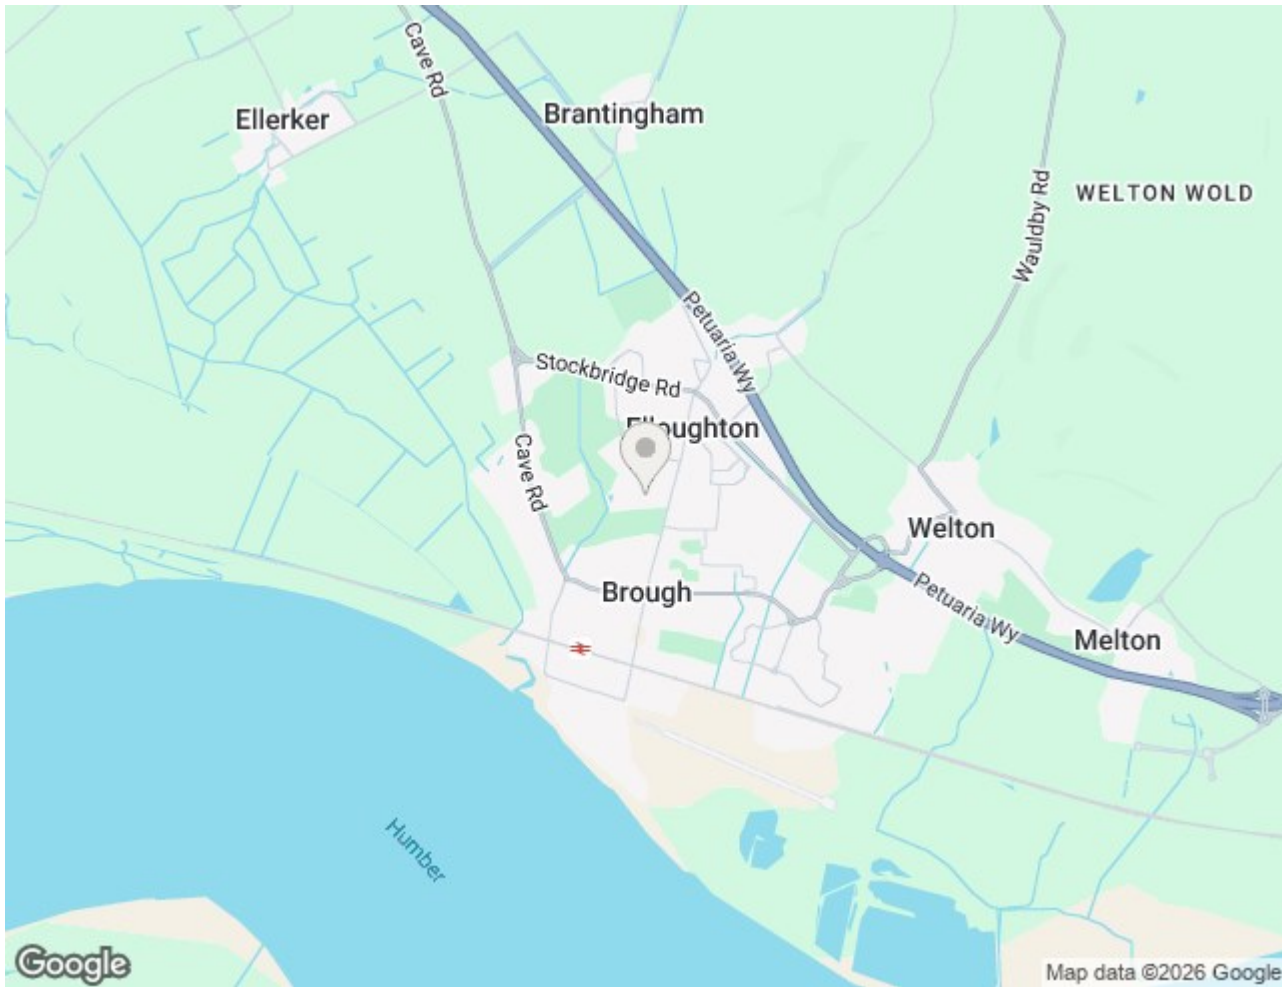 Cave Rd
Ellerker
Brantingham
WELTON WOLD
Wauldby Rd
Petuaria Wy
Stockbridge Rd
Elloughton
Cave Rd
Welton
Brough
Petuaria Wy
Melton
Humber
Google
Map data ©2026 Google